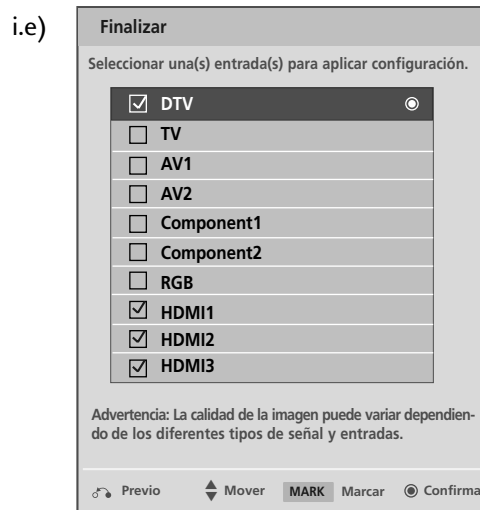 i.e)
Finalizar
Seleccionar una(s) entrada(s) para aplicar configuración.
DTV
TV
AV1
AV2
Component1
Component2
RGB
HDMI1
HDMI2
HDMI3
Advertencia: La calidad de la imagen puede variar dependien-
do de los diferentes tipos de señal y entradas.
Previo Mover MARK Marcar Confirma